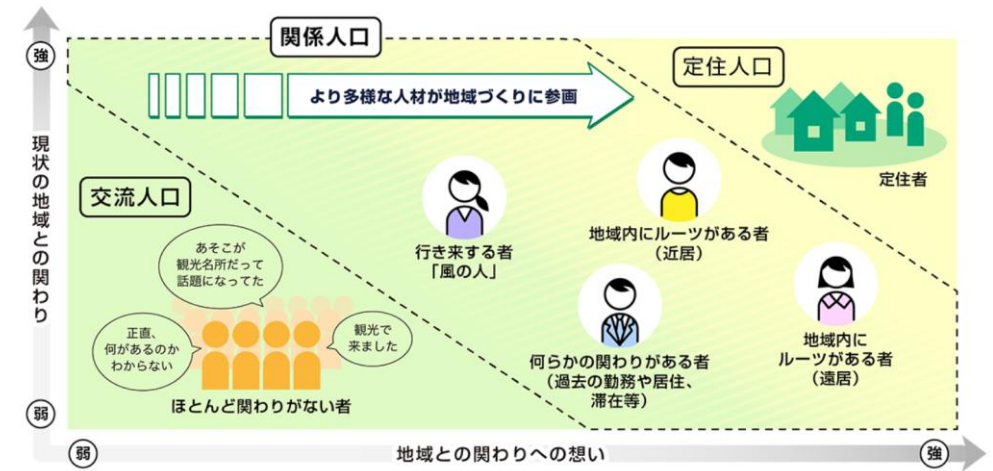 強
関係人口
定住人口
より多様な人材が地域づくりに参画
定住者
現状の地域との関わり
交流人口
あそこが
観光名所だって
話題になってた
正直、
何があるのか
わからない
観光で
来ました
ほとんど関わりがない者
行き来する者
「風の人」
地域内にルーツがある者
（近居）
何らかの関わりがある者
（過去の勤務や居住、
滞在等）
地域内に
ルーツがある者
（遠居）
弱
弱
地域との関わりへの想い
強